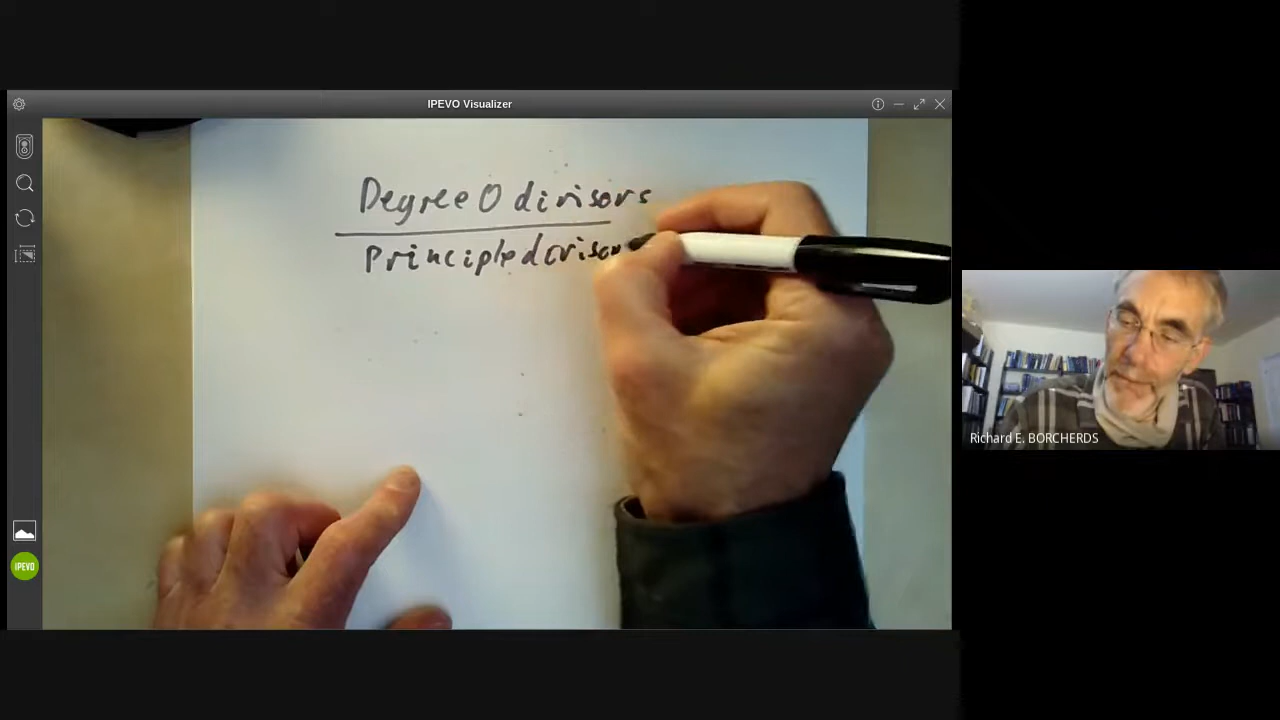 IPEVO Visualizer
Degree 0 divisors
Principle divisor
Richard E. BORCHERDS
IPEVO